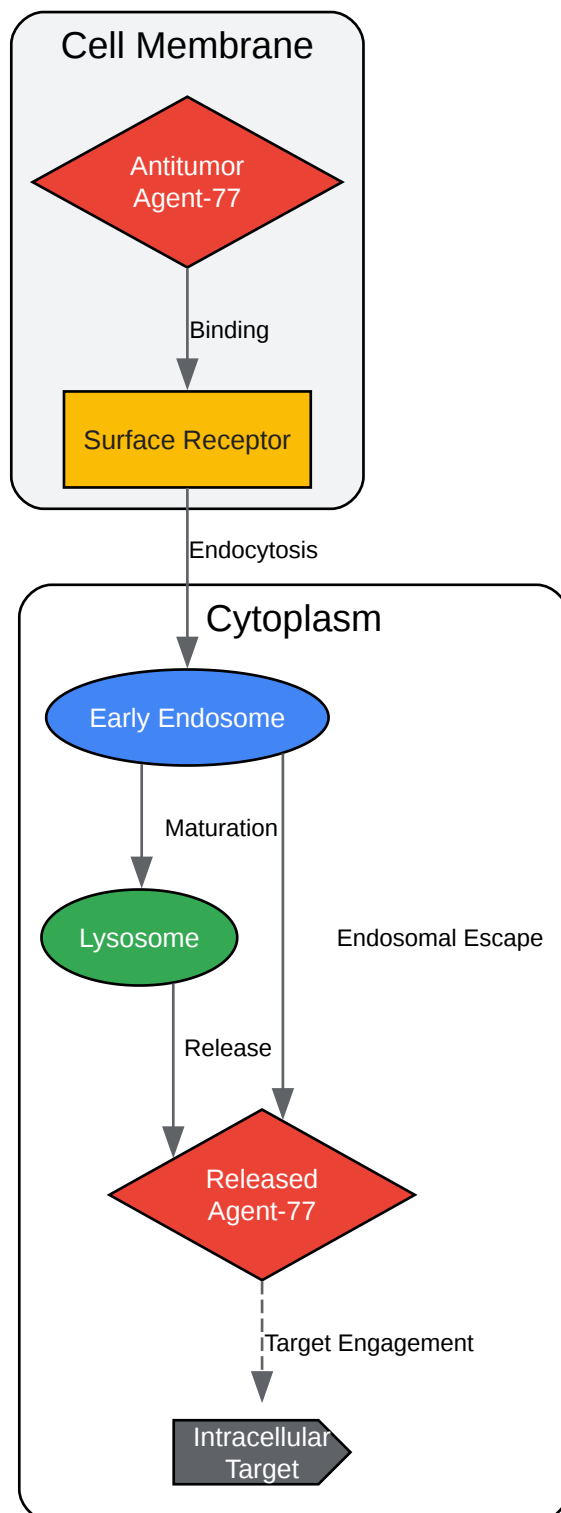 Cell Membrane
Antitumor
Agent-77
Binding
Surface Receptor
Endocytosis
Cytoplasm
Early Endosome
Maturation
Lysosome
Endosomal Escape
Release
Released
Agent-77
Target Engagement
Intracellular
Target